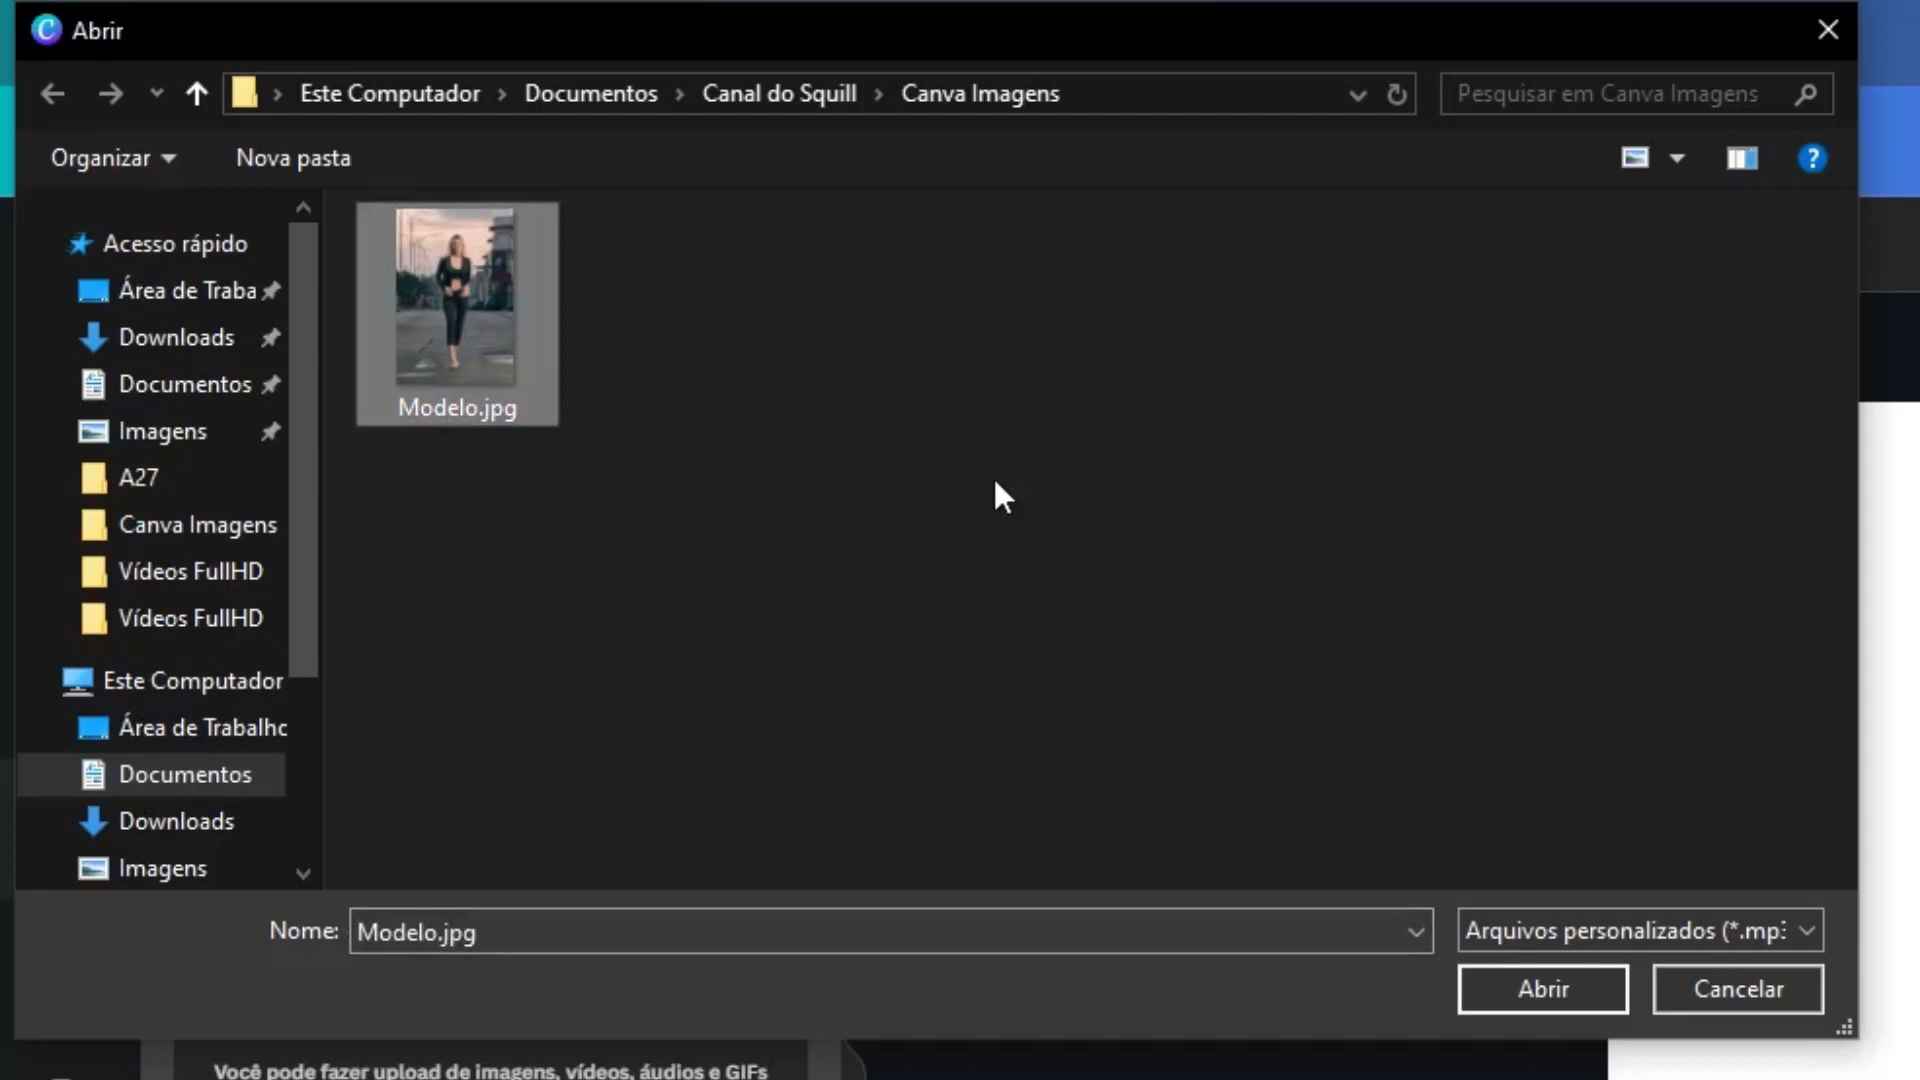 Abrir
Este Computador
Documentos
Canal do Squill
Canva Imagens
Pesquisar em Canva Imagens
Organizar
Nova pasta
?
Acesso rápido
Área de Traba
Downloads
Documentos
Imagens
A27
Canva Imagens
Vídeos FullHD
Vídeos FullHD
Este Computador
Área de Trabalho
Documentos
Downloads
Imagens
Modelo.jpg
Nome:
Modelo.jpg
Arquivos personalizados (*.mp3
Abrir
Cancelar
Você pode fazer upload de imagens, vídeos, áudios e GIFs